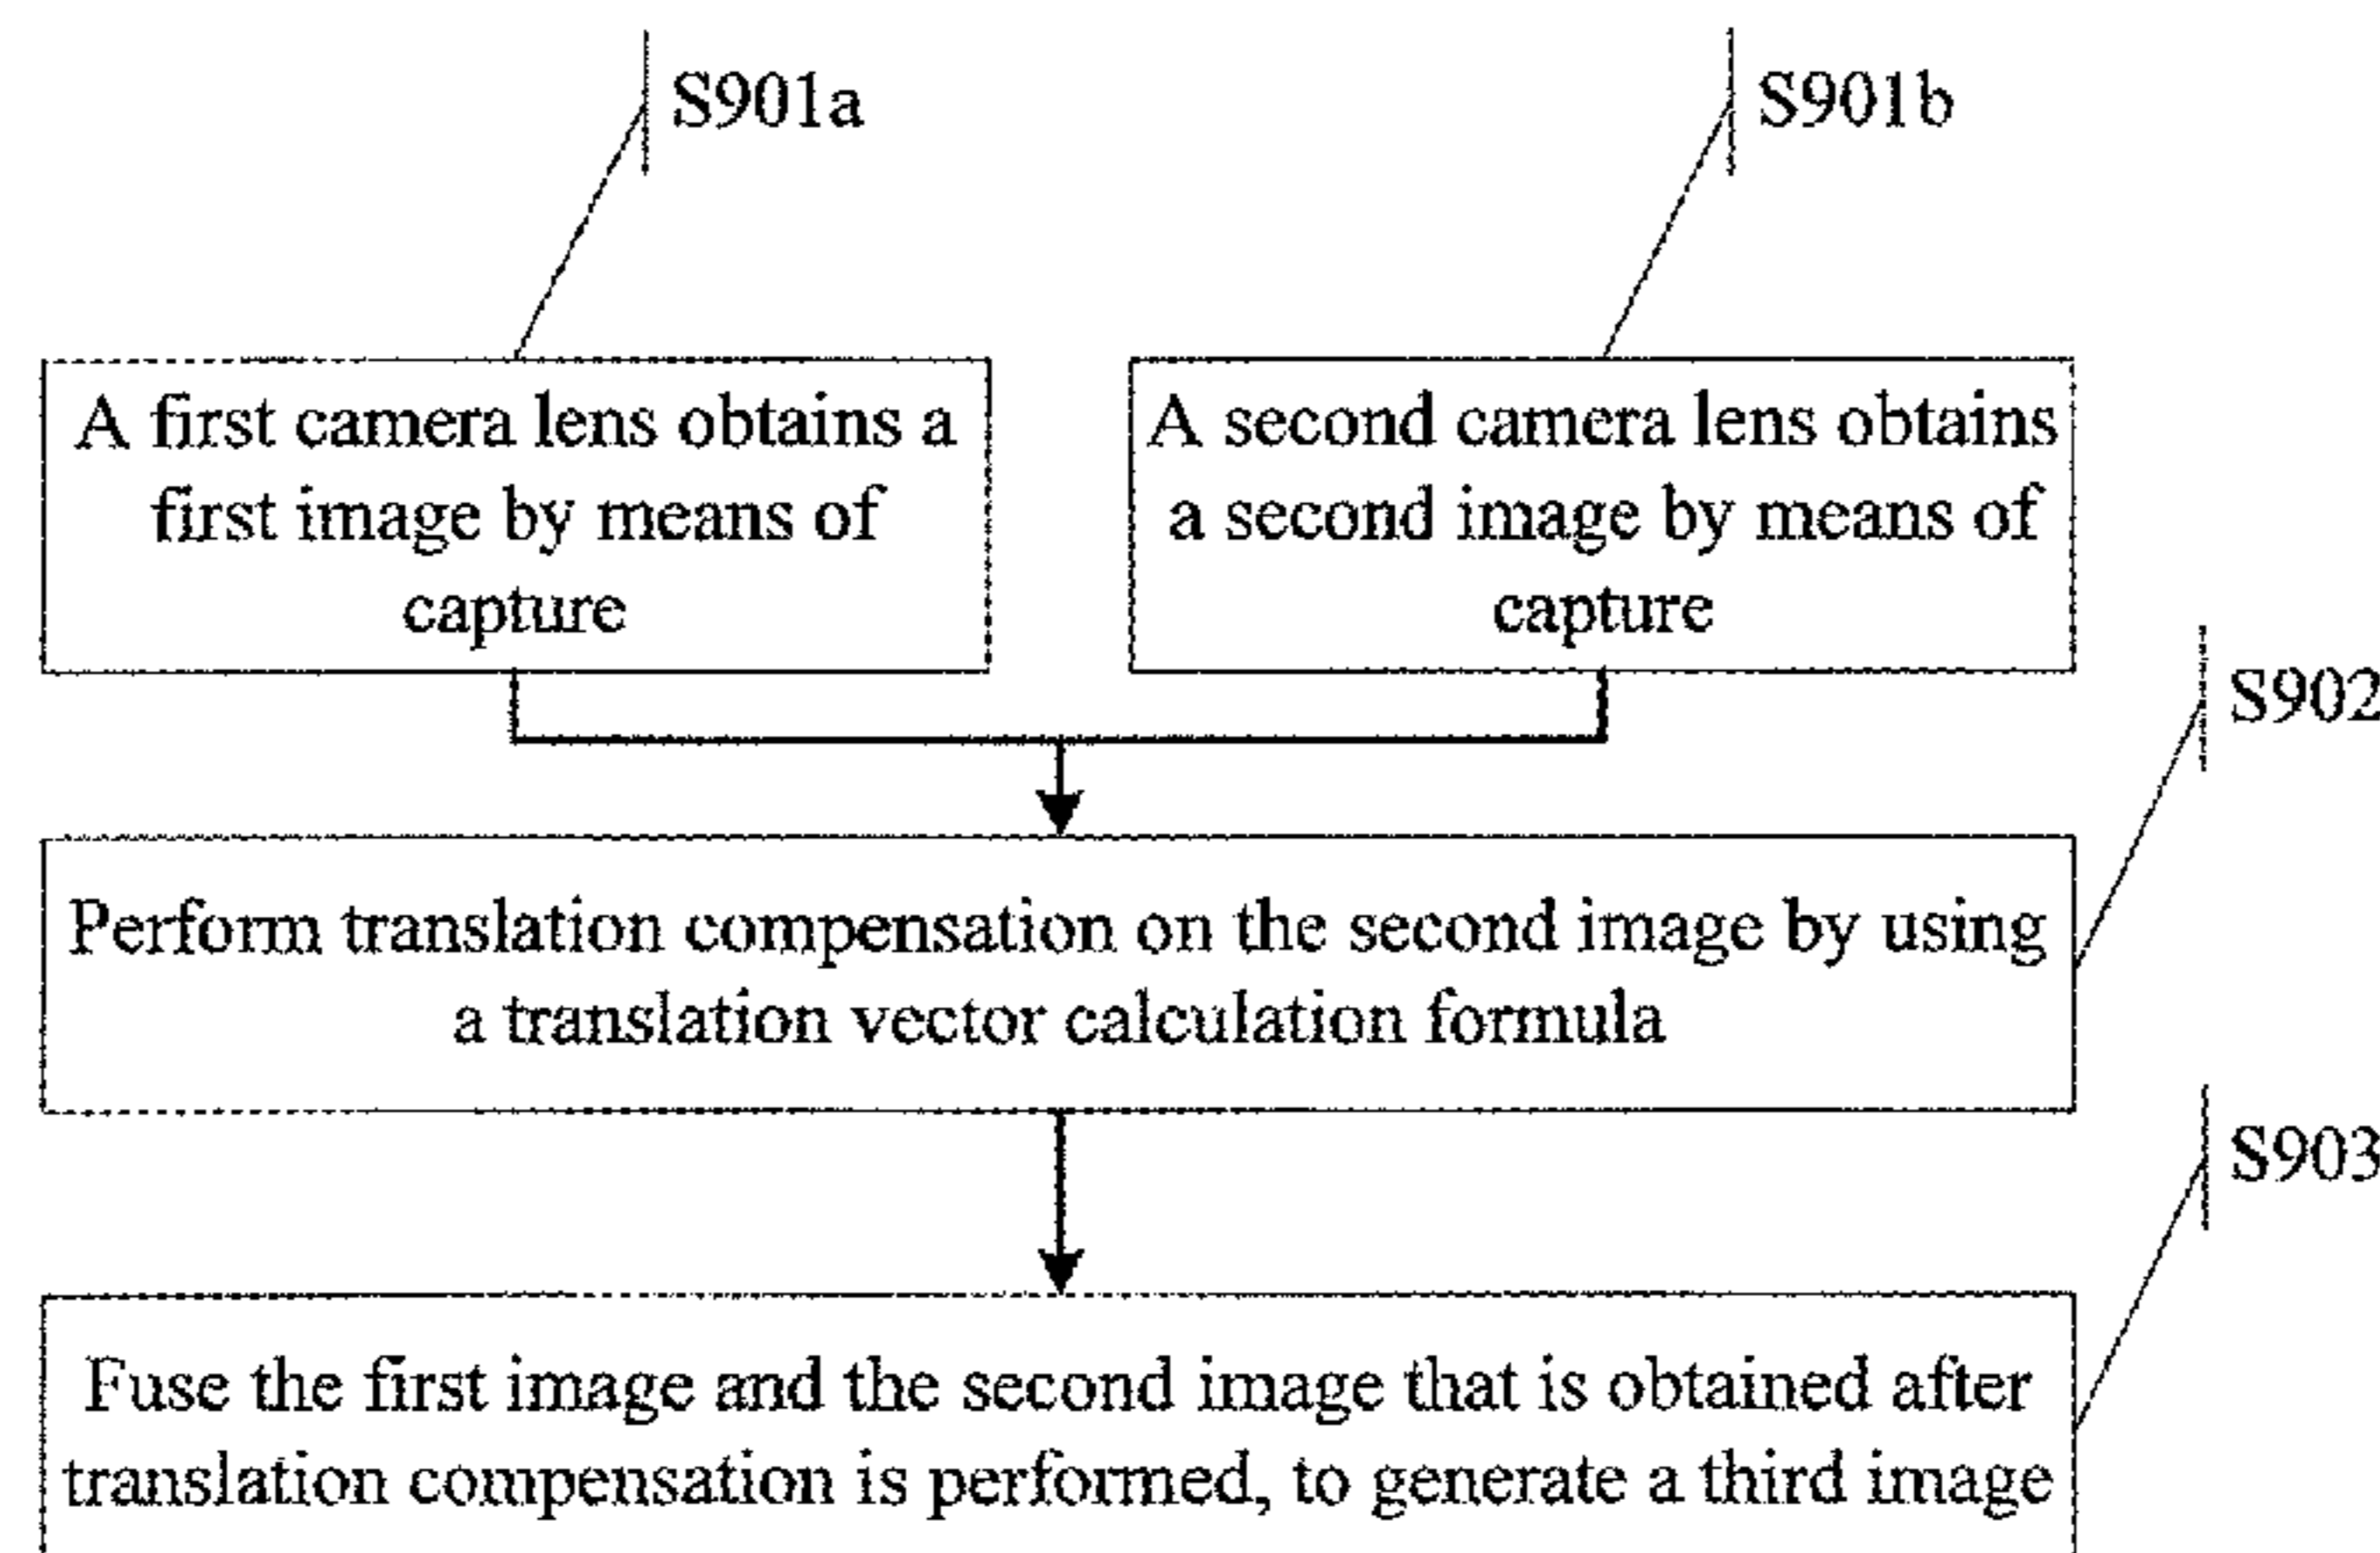 S901a
S901b
A first camera lens obtains a
first image by means of
capture
A second camera lens obtains
a second image by means of
capture
S902
Perform translation compensation on the second image by using
a translation vector calculation formula
S903
Fuse the first image and the second image that is obtained after
translation compensation is performed, to generate a third image